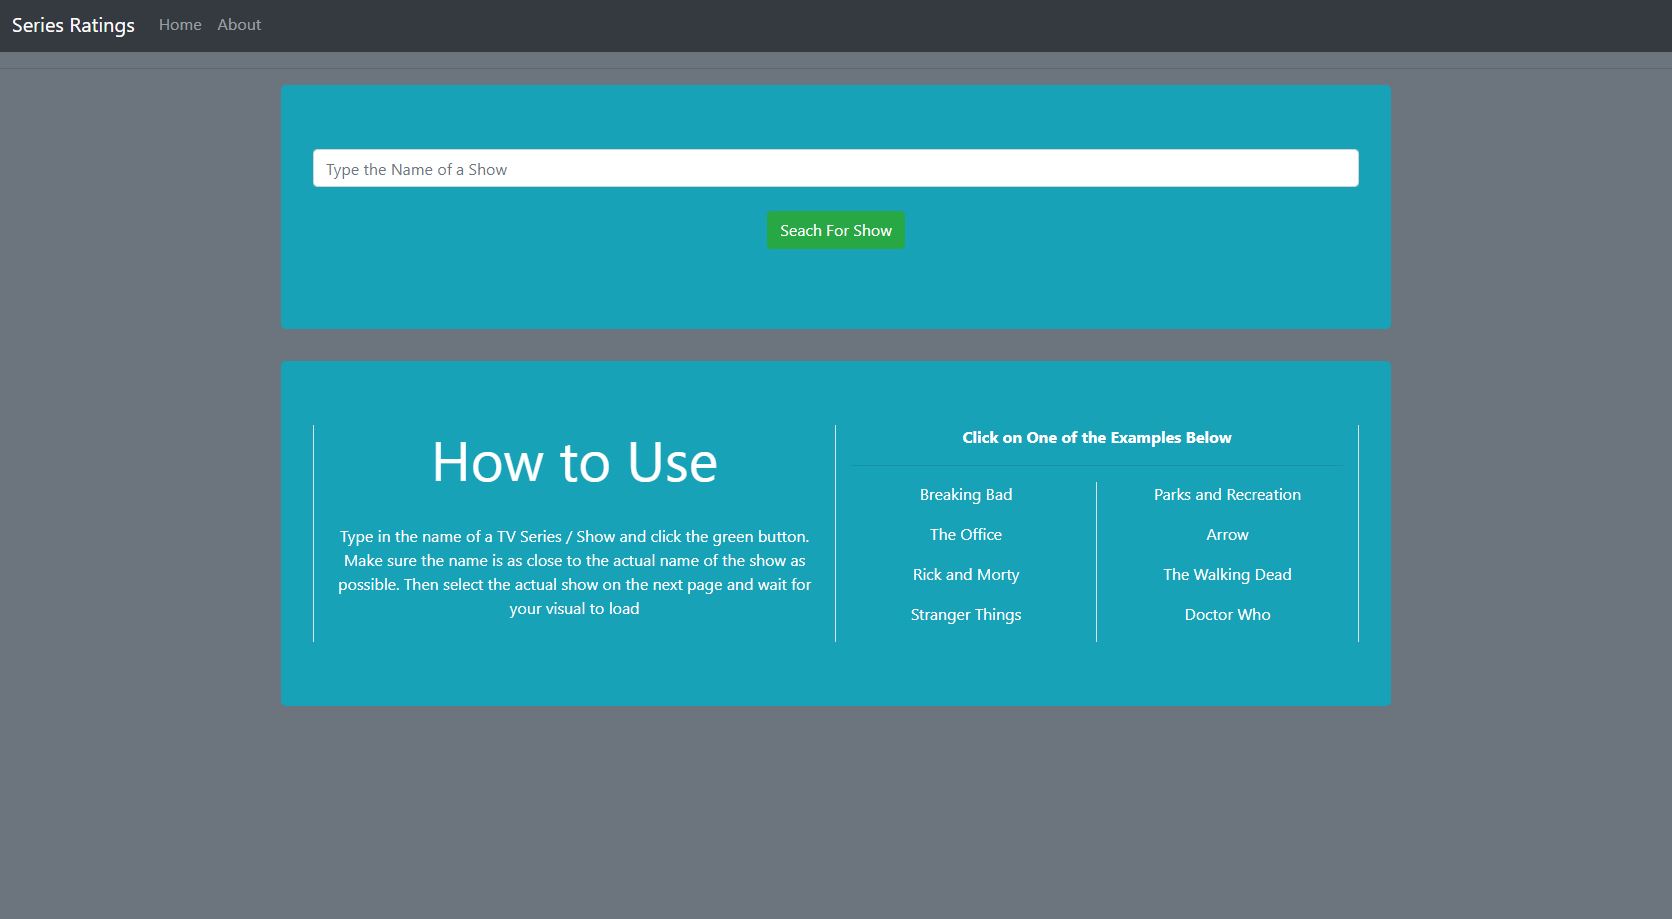 Series Ratings Home About
Type the Name of a Show
Seach For Show
How to Use
Type in the name of a TV Series / Show and click the green button.
Make sure the name is as close to the actual name of the show as
possible. Then select the actual show on the next page and wait for
your visual to load
Click on One of the Examples Below
Breaking Bad
The Office
Rick and Morty
Stranger Things
Parks and Recreation
Arrow
The Walking Dead
Doctor Who